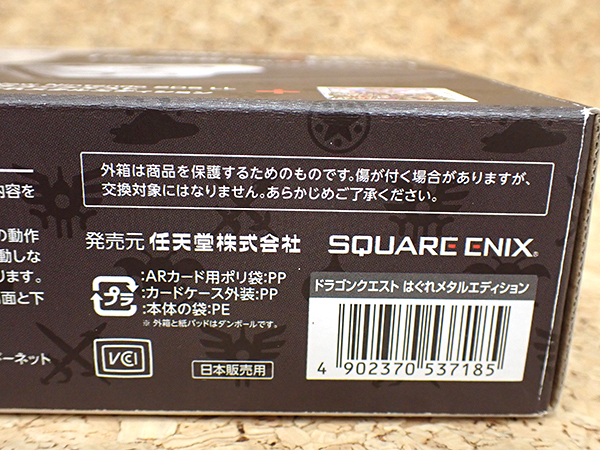 外箱は商品を保護するためのものです。傷が付く場合がありますが、
交換対象にはなりません。あらかじめご了承ください。
内容を
の動作
動しな
ります。
面と下
ーネット
発売元 任天堂株式会社
SQUARE ENIX®
プラ
:ARカード用ポリ袋:PP
:カードケース外装:PP
:本体の袋:PE
※ 外箱と紙パッドはダンボールです。
VCI
日本販売用
ドラゴンクエスト はぐれメタルエディション
4 902370 537185